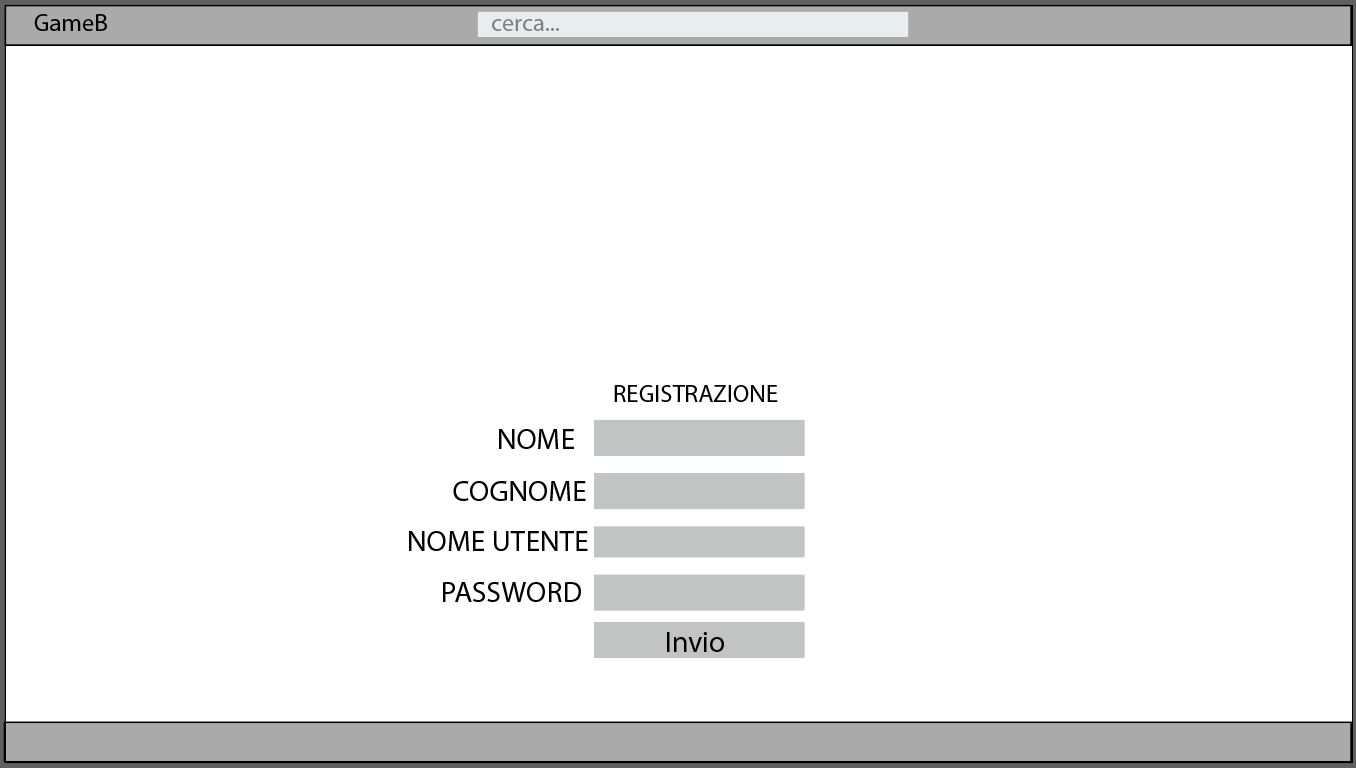 GameB
cerca...
REGISTRAZIONE
NOME
COGNOME
NOME UTENTE
PASSWORD
Invio